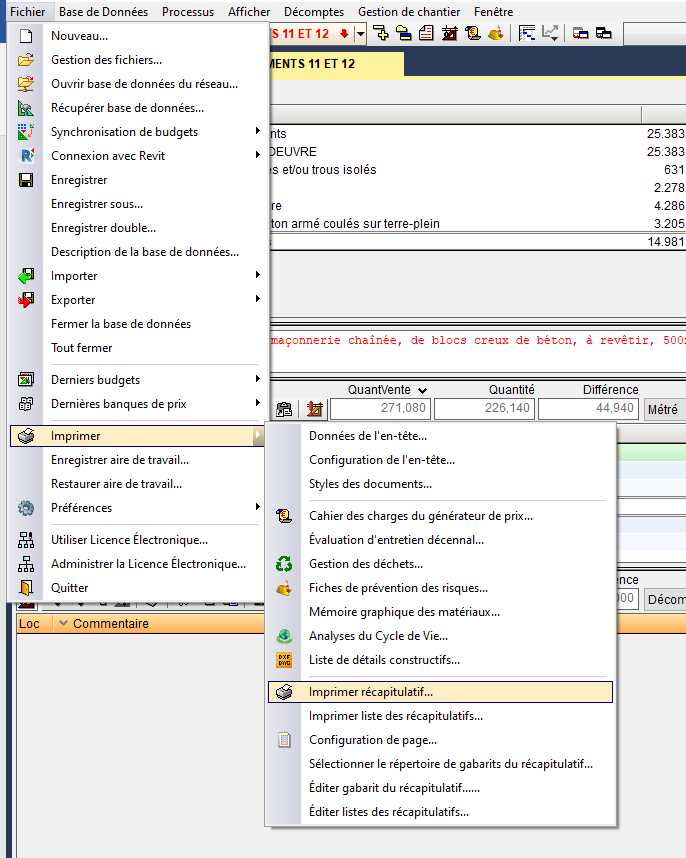 Fichier Base de Données Processus Afficher Décomptes Gestion de chantier Fenêtre
Nouveau...
S 11 ET 12
Gestion des fichiers...
MENTS 11 ET 12
Ouvrir base de données du réseau...
Récupérer base de données...
Synchronisation de budgets
nts 25.383
Connexion avec Revit
OEUVRE 25.383
Enregistrer
es et/ou trous isolés 631
2.278
Enregistrer sous...
re 4.286
Enregistrer double...
ton armé coulés sur terre-plein 3.205
Description de la base de données...
s 14.981
Importer
Exporter
Fermer la base de données
Tout fermer
maçonnerie chaînée, de blocs creux de béton, à revêtir, 500
Derniers budgets
QuantVente Quantité Différence
Dernières banques de prix
271,080 226,140 44,940 Métré
Imprimer
Données de l'en-tête...
Enregistrer aire de travail...
Configuration de l'en-tête...
Restaurer aire de travail...
Styles des documents...
Préférences
Cahier des charges du générateur de prix...
Utiliser Licence Électronique...
Évaluation d'entretien décennal...
Administrer la Licence Électronique...
Gestion des déchets...
Quitter
Fiches de prévention des risques...
ence
000 Décom
Mémoire graphique des matériaux...
Loc Commentaire
Analyses du Cycle de Vie...
DXF
DWG
Liste de détails constructifs...
Imprimer récapitulatif...
Imprimer liste des récapitulatifs...
Configuration de page...
Sélectionner le répertoire de gabarits du récapitulatif...
Éditer gabarit du récapitulatif......
Éditer listes des récapitulatifs...